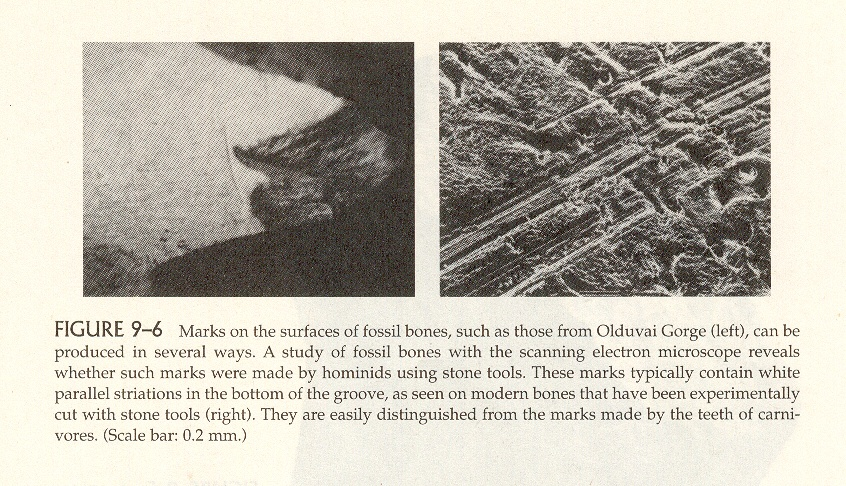 FIGURE 9–6 Marks on the surfaces of fossil bones, such as those from Olduvai Gorge (left), can be
produced in several ways. A study of fossil bones with the scanning electron microscope reveals
whether such marks were made by hominids using stone tools. These marks typically contain white
parallel striations in the bottom of the groove, as seen on modern bones that have been experimentally
cut with stone tools (right). They are easily distinguished from the marks made by the teeth of carni-
vores. (Scale bar: 0.2 mm.)